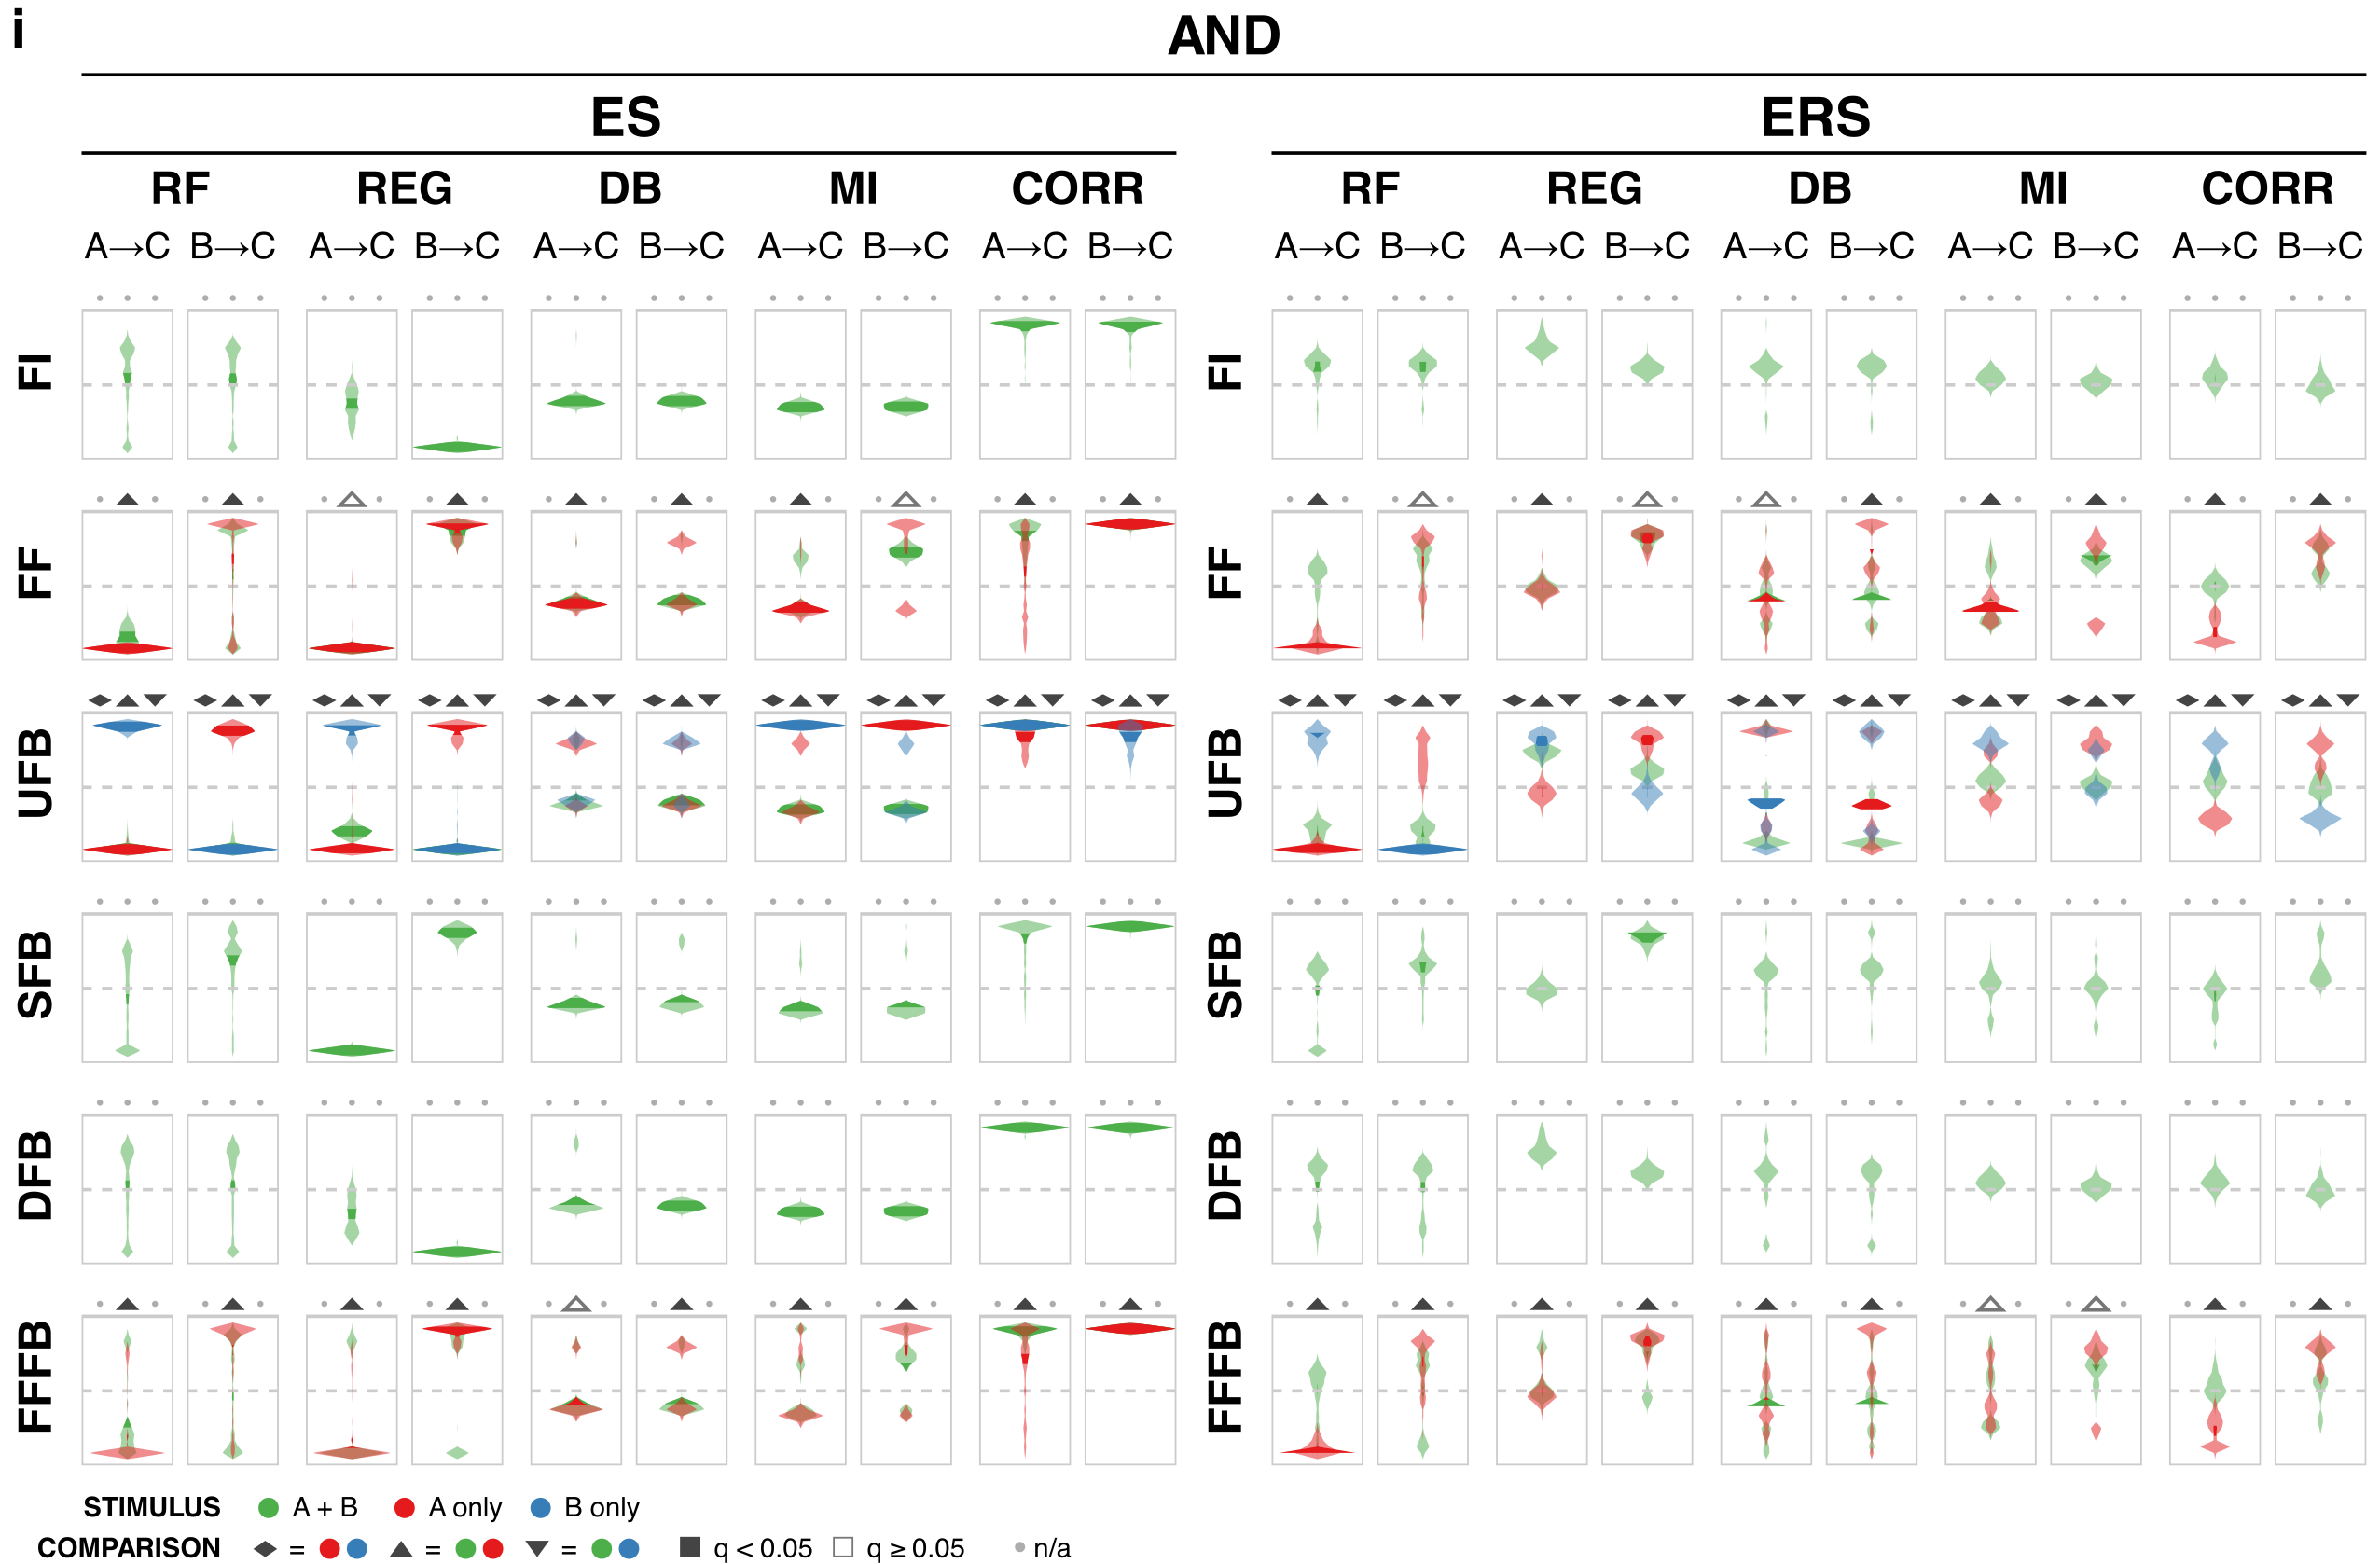 i
AND
ES ERS
RF REG DB MI CORR RF REG DB MI CORR
A→C B→C A→C B→C A→C B→C A→C B→C A→C B→C A→C B→C A→C B→C A→C B→C A→C B→C A→C B→C
FI FI
FF FF
UFB UFB
SFB SFB
DFB DFB
FFFB FFFB
STIMULUS A + B A only B only
COMPARISON = = = q < 0.05 q ≥ 0.05 n/a